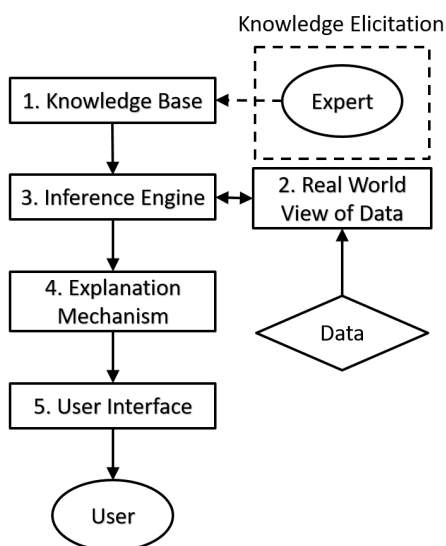 Knowledge Elicitation
1. Knowledge Base
Expert
3. Inference Engine
2. Real World
View of Data
4. Explanation
Mechanism
Data
5. User Interface
User